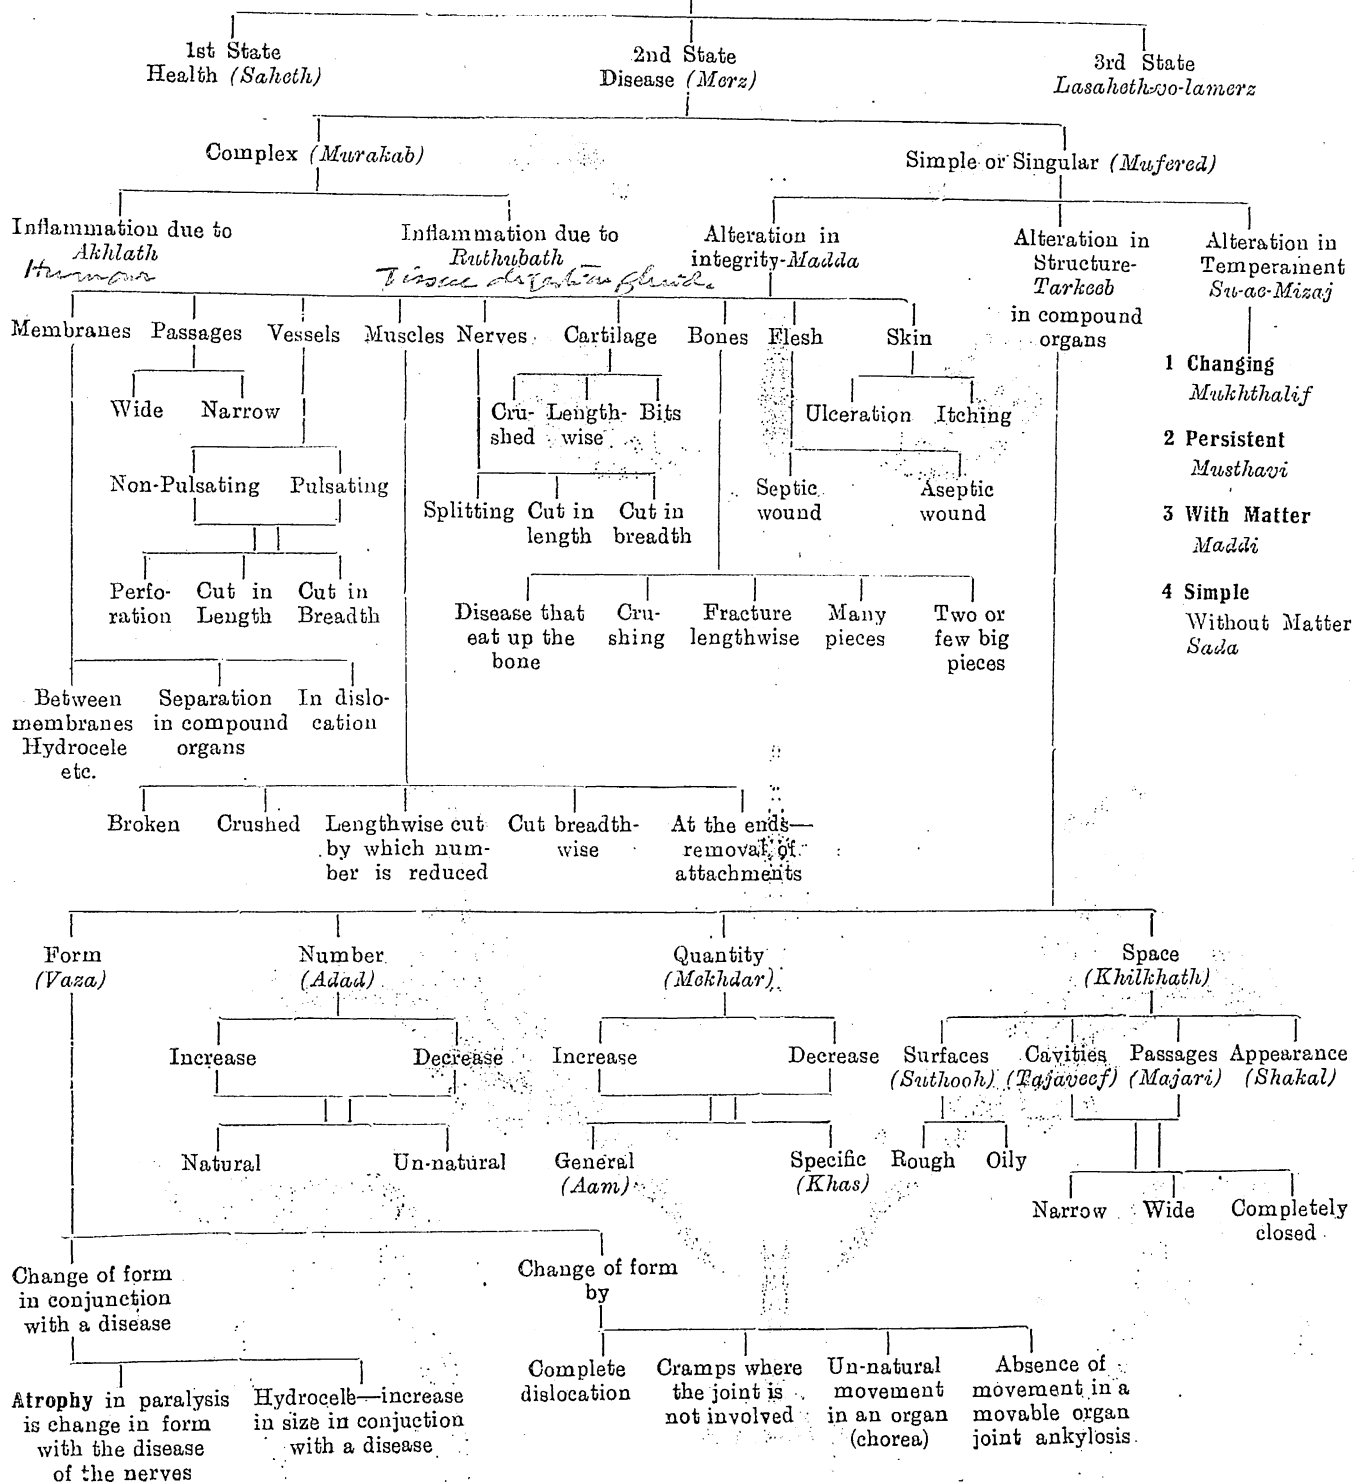 1st State
Health (Saheth)
2nd State
Disease (Merz)
3rd State
Lasaheth-wo-lamerz
Complex (Murakab)
Simple or Singular (Mufered)
Inflammation due to
Akhlath
Humour
Inflammation due to
Ruthubath
Tissue digestion fluid.
Alteration in
integrity-Madda
Alteration in
Structure-
Tarkeeb
in compound
organs
Alteration in
Temperament
Su-ae-Mizaj
1 Changing
Mukhthalif
2 Persistent
Musthavi
3 With Matter
Maddi
4 Simple
Without Matter
Sada
Membranes
Passages
Vessels
Muscles
Nerves
Cartilage
Bones
Flesh
Skin
Wide
Narrow
Cru-
shed
Length-
wise
Bits
Ulceration
Itching
Non-Pulsating
Pulsating
Splitting
Cut in
length
Cut in
breadth
Septic
wound
Aseptic
wound
Perfo-
ration
Cut in
Length
Cut in
Breadth
Disease that
eat up the
bone
Cru-
shing
Fracture
lengthwise
Many
pieces
Two or
few big
pieces
Between
membranes
Hydrocele
etc.
Separation
in compound
organs
In dislo-
cation
Broken
Crushed
Lengthwise cut
by which num-
ber is reduced
Cut breadth-
wise
At the ends—
removal of
attachments
Form
(Vaza)
Number
(Adad)
Quantity
(Mekhdar)
Space
(Khilkhath)
Increase
Decrease
Increase
Decrease
Surfaces
(Suthooh)
Cavities
(Tajaveef)
Passages
(Majari)
Appearance
(Shakal)
Natural
Un-natural
General
(Aam)
Specific
(Khas)
Rough
Oily
Narrow
Wide
Completely
closed
Change of form
in conjunction
with a disease
Change of form
by
Atrophy in paralysis
is change in form
with the disease
of the nerves
Hydrocele—increase
in size in conjuction
with a disease
Complete
dislocation
Cramps where
the joint is
not involved
Un-natural
movement
in an organ
(chorea)
Absence of
movement in a
movable organ
joint ankylosis